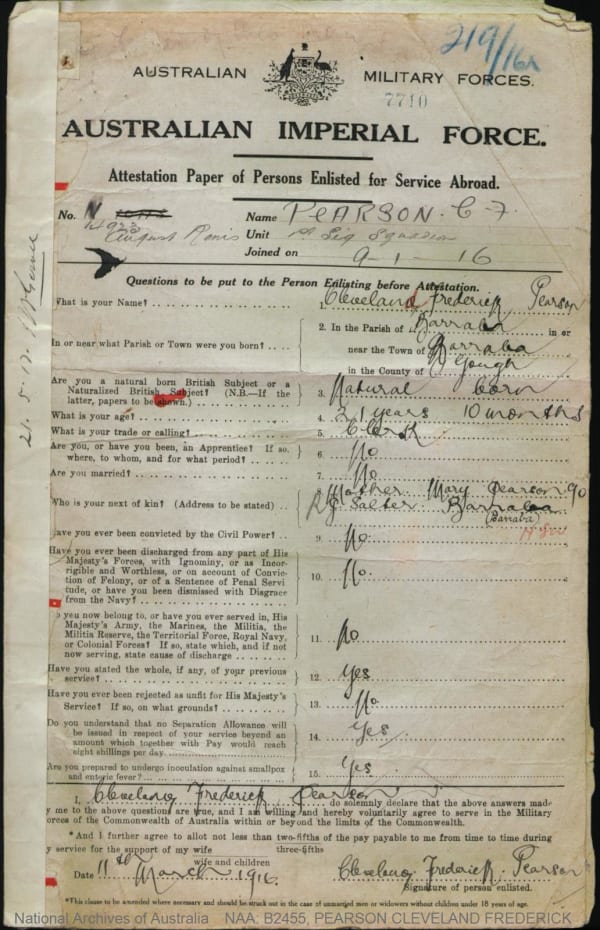 219/16
AUSTRALIAN MILITARY FORCES.
7710
AUSTRALIAN IMPERIAL FORCE.
Attestation Paper of Persons Enlisted for Service Abroad.
No. N Name PEARSON. C F.
14923 August Unit Sig Squadron
Joined on 9-1-16
Questions to be put to the Person Enlisting before Attestation.
What is your Name? 1. Cleveland Frederick Pearson
In or near what Parish or Town were you born? 2. In the Parish of Barraba in or
near the Town of Barraba
in the County of Gough
Are you a natural born British Subject or a
Naturalized British Subject? (N.B.—If the
latter, papers to be shown.) 3. Natural born
What is your age? 4. 21 years 10 months
What is your trade or calling? 5. Clerk
Are you, or have you been, an Apprentice? If so,
where, to whom, and for what period? 6. No
Are you married? 7. No
Who is your next of kin? (Address to be stated) Mother Mary Pearson
Salter Barraba
(Barraba)
NSW
ave you ever been convicted by the Civil Power? 9. No.
Have you ever been discharged from any part of His
Majesty's Forces, with Ignominy, or as Incor-
rigible and Worthless, or on account of Convic-
tion of Felony, or of a Sentence of Penal Servi
tude, or have you been dismissed with Disgrace
from the Navy? 10. No.
o you now belong to, or have you ever served in, His
Majesty's Army, the Marines, the Militia, the
Militia Reserve, the Territorial Force, Royal Navy,
or Colonial Forces? If so, state which, and if not
now serving, state cause of discharge 11. No
Have you stated the whole, if any, of your previous
service? 12. Yes
Have you ever been rejected as unfit for His Majesty's
Service? If so, on what grounds? 13. No
Do you understand that no Separation Allowance will
be issued in respect of your service beyond an
amount which together with Pay would reach
eight shillings per day. 14. Yes
Are you prepared to undergo inoculation against smallpox
and enteric fever? 15. Yes
I, Cleveland Frederick Pearson do solemnly declare that the above answers made
y me to the above questions are true, and I am willing and hereby voluntarily agree to serve in the Military
orces of the Commonwealth of Australia within or beyond the limits of the Commonwealth.
*And I further agree to allot not less than two-fifths of the pay payable to me from time to time during
three-fifths
y service for the support of my wife
wife and children
Date 11th March 1916. Cleveland Frederick Pearson
Signature of person enlisted.
*This clause to be amended where necessary and should be struck out in the case of unmarried men or widowers without children under 18 years of age.
National Archives of Australia NAA: B2455, PEARSON CLEVELAND FREDERICK